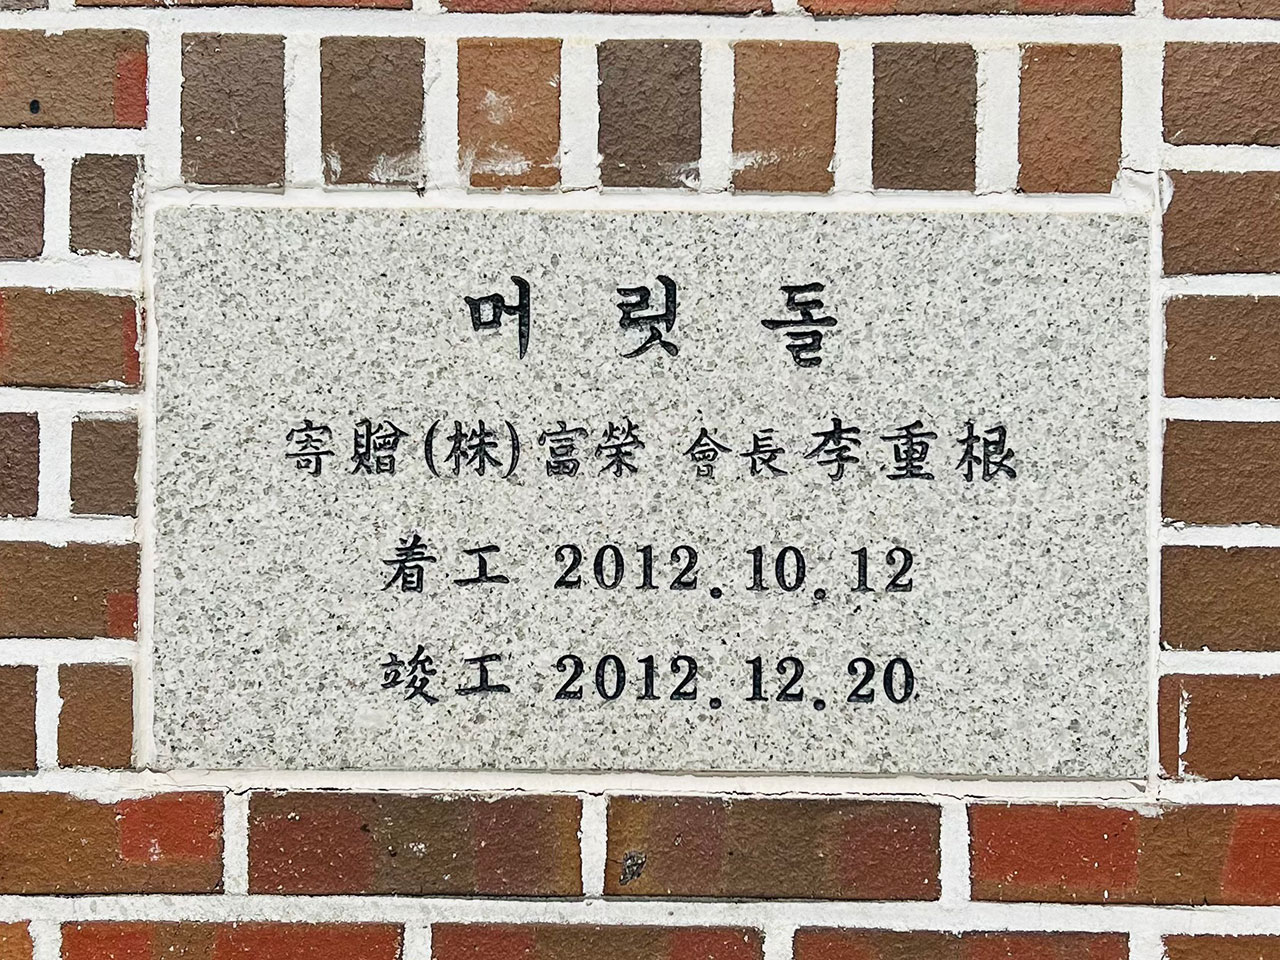 머릿돌
寄贈(株)富榮 會長李重根
着工 2012.10.12
竣工 2012.12.20